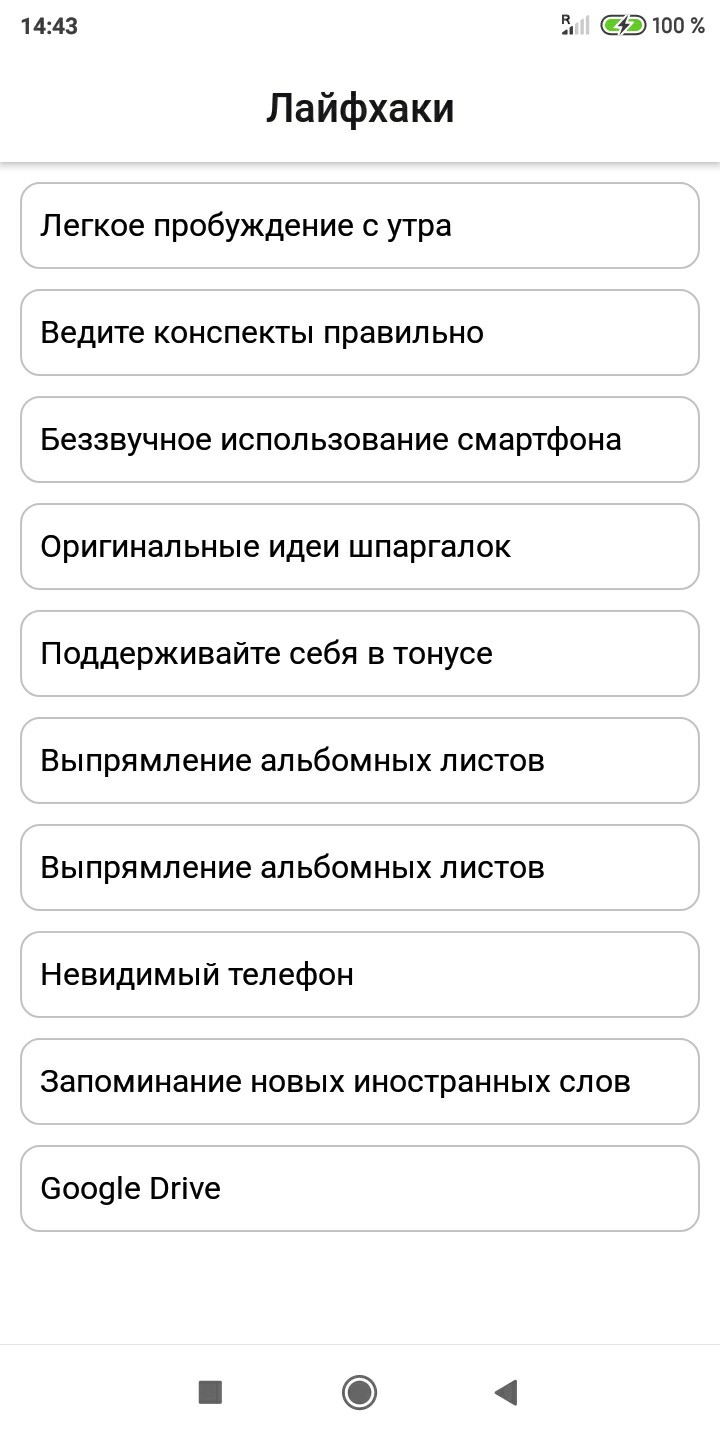 14:43
R 100 %
Лайфхаки
Легкое пробуждение с утра
Ведите конспекты правильно
Беззвучное использование смартфона
Оригинальные идеи шпаргалок
Поддерживайте себя в тонусе
Выпрямление альбомных листов
Выпрямление альбомных листов
Невидимый телефон
Запоминание новых иностранных слов
Google Drive